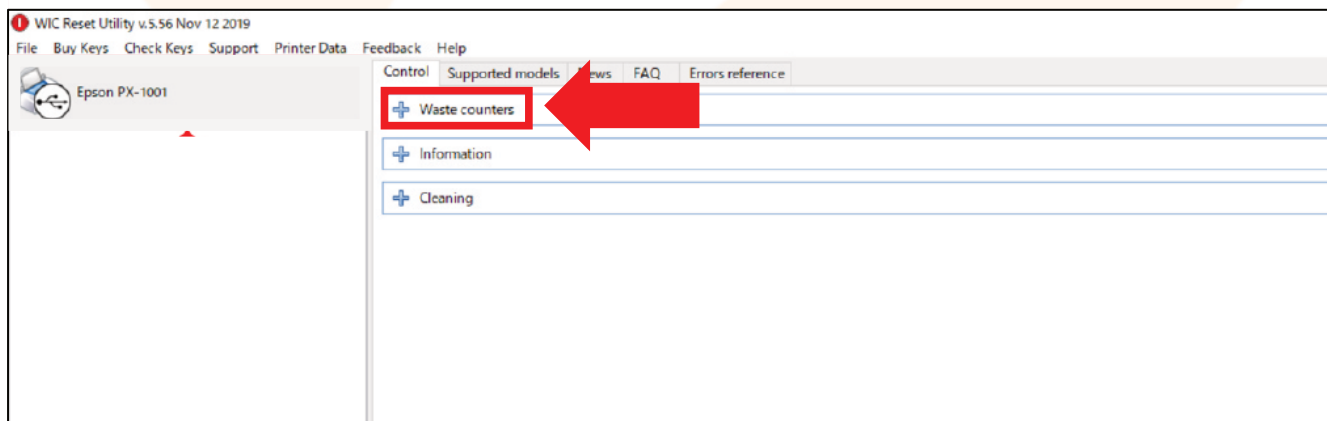 WIC Reset Utility v.5.56 Nov 12 2019
File Buy Keys Check Keys Support Printer Data Feedback Help
Epson PX-1001
Control Supported models FAQ Errors reference
Waste counters
Information
Cleaning